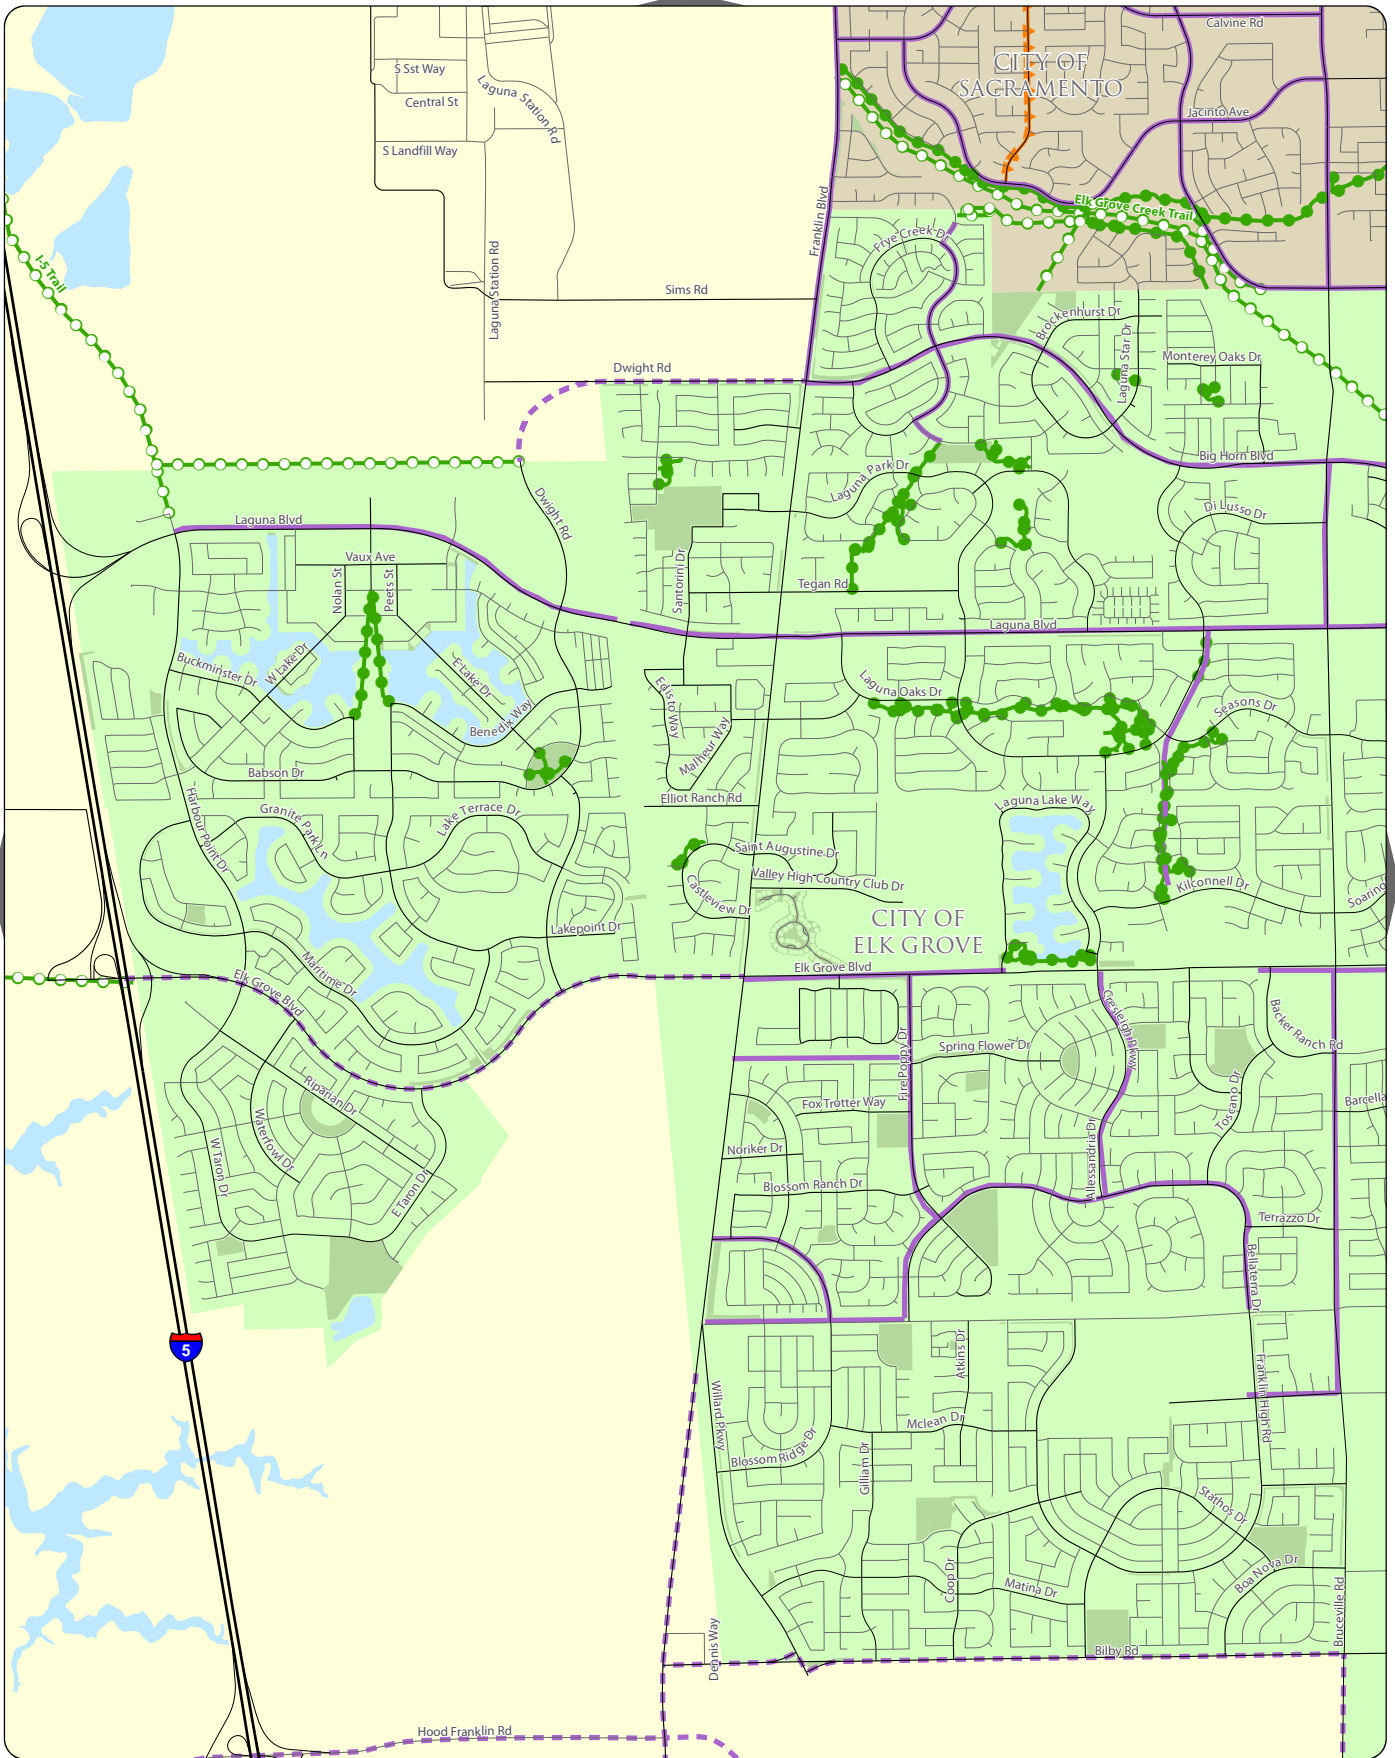 Calvine Rd
CITY OF
SACRAMENTO
S Sst Way
Central St
Laguna Station Rd
S Landfill Way
Jacinto Ave
Elk Grove Creek Trail
Franklin Blvd
Frye Creek Dr
I-5 Trail
Laguna Station Rd
Sims Rd
Brockenhurst Dr
Laguna Star Dr
Monterey Oaks Dr
Dwight Rd
Big Horn Blvd
Laguna Park Dr
Dwight Rd
Di Lusso Dr
Laguna Blvd
Vaux Ave
Nolan St
Peets St
Santorini Dr
Tegan Rd
Laguna Blvd
Buckminster Dr
W Lake Dr
E Lake Dr
Edisto Way
Laguna Oaks Dr
Seasons Dr
Benedix Way
Malheur Way
Babson Dr
Harbour Point Dr
Elliot Ranch Rd
Laguna Lake Way
Granite Park Ln
Lake Terrace Dr
Saint Augustine Dr
Valley High Country Club Dr
Castleview Dr
Kilconnell Dr
Soaring
CITY OF
ELK GROVE
Lakepoint Dr
Maritime Dr
Elk Grove Blvd
Elk Grove Blvd
Cresleigh Pkwy
Backer Ranch Rd
Fire Poppy Dr
Spring Flower Dr
Riparian Dr
Waterfowl Dr
W Taron Dr
E Taron Dr
Fox Trotter Way
Toscano Dr
Barcella
Noriker Dr
Allessandria Dr
Blossom Ranch Dr
Terrazzo Dr
Bellaterra Dr
5
Atkins Dr
Willard Pkwy
Franklin High Rd
Mclean Dr
Blossom Ridge Dr
Gilliam Dr
Stathos Dr
Coop Dr
Matina Dr
Boa Nova Dr
Bruceville Rd
Dennis Way
Bilby Rd
Hood Franklin Rd